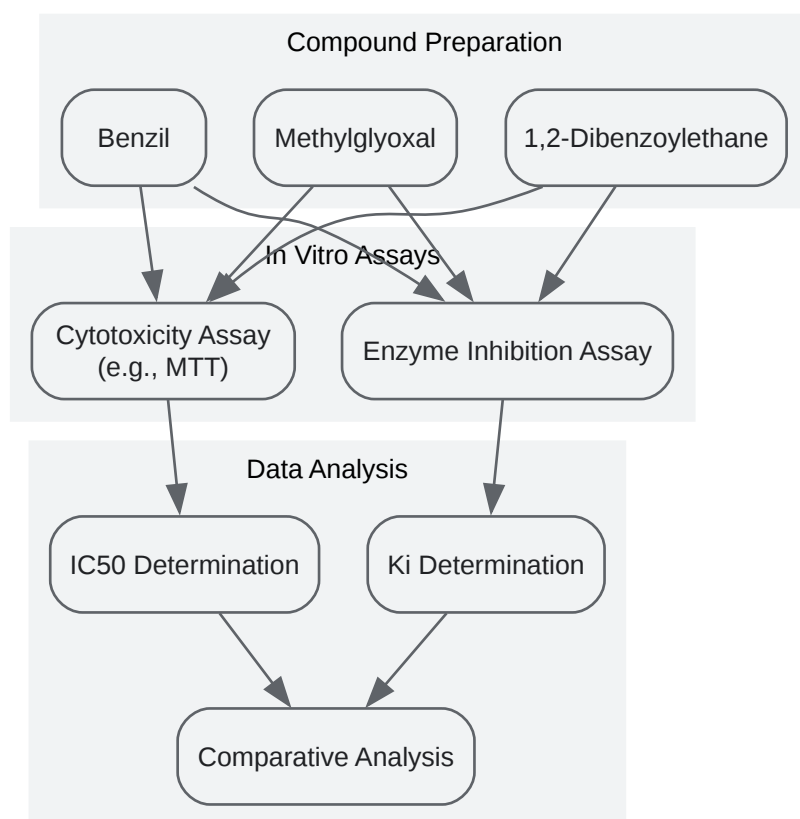 Compound Preparation
Benzil
Methylglyoxal
1,2-Dibenzoylethane
In Vitro Assays
Cytotoxicity Assay
(e.g., MTT)
Enzyme Inhibition Assay
Data Analysis
IC50 Determination
Ki Determination
Comparative Analysis